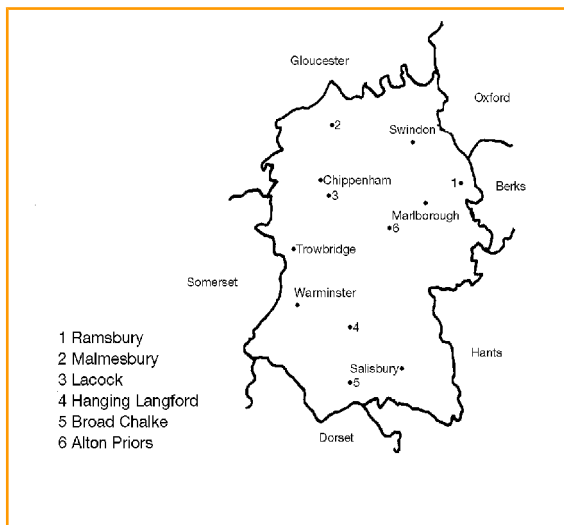 Gloucester
Oxford
2
Swindon
Chippenham
3
1
Berks
Marlborough
6
Trowbridge
Somerset
Warminster
4
Hants
Salisbury
5
Dorset
1 Ramsbury
2 Malmesbury
3 Lacock
4 Hanging Langford
5 Broad Chalke
6 Alton Priors